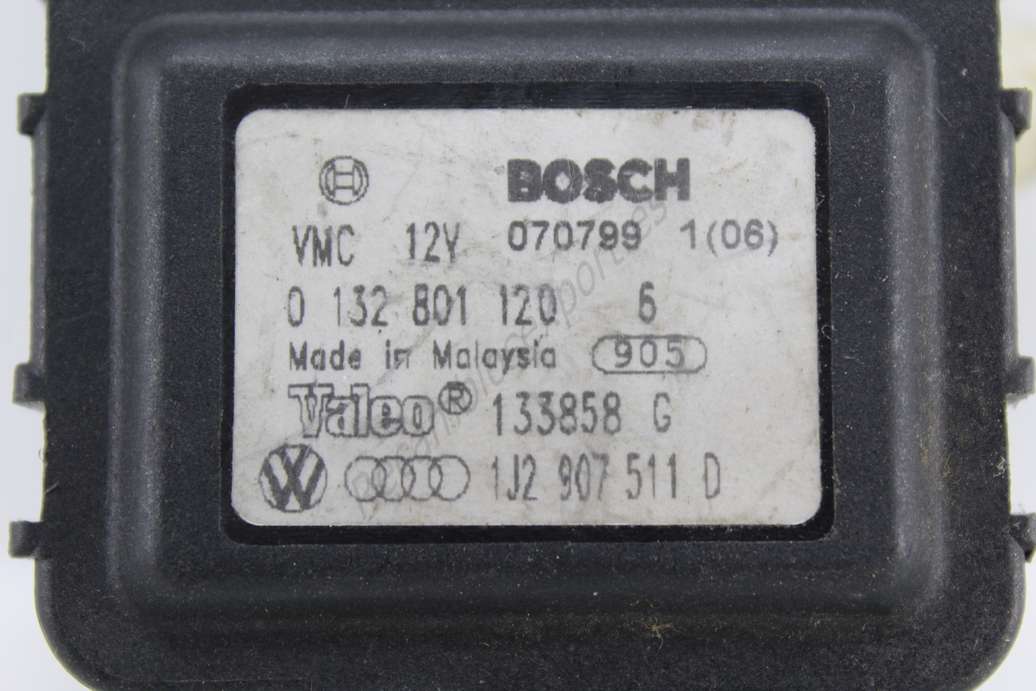 BOSCH
VMC 12V 070799 1(06)
0 132 801 120 6
Made in Malaysia 905
Valeo® 133858 G
VW 1J2 907 511 D